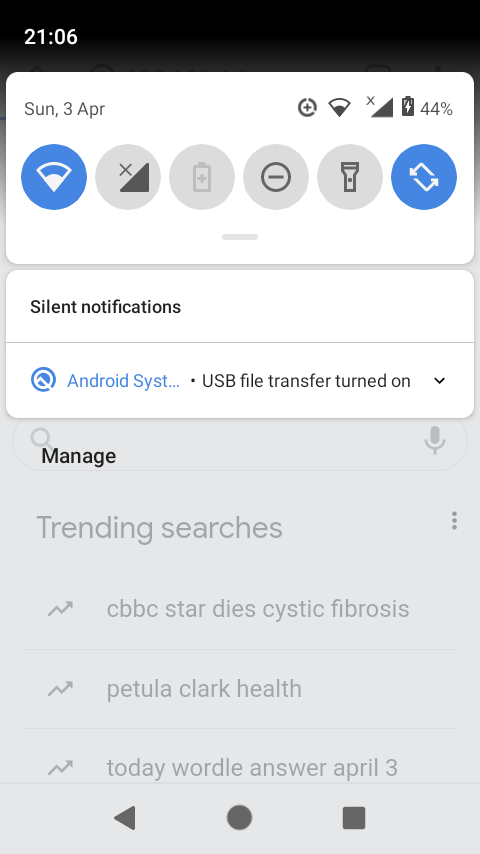 21:06
Sun, 3 Apr
44%
Silent notifications
Android Syst... • USB file transfer turned on
Manage
Trending searches
cbbc star dies cystic fibrosis
petula clark health
today wordle answer april 3